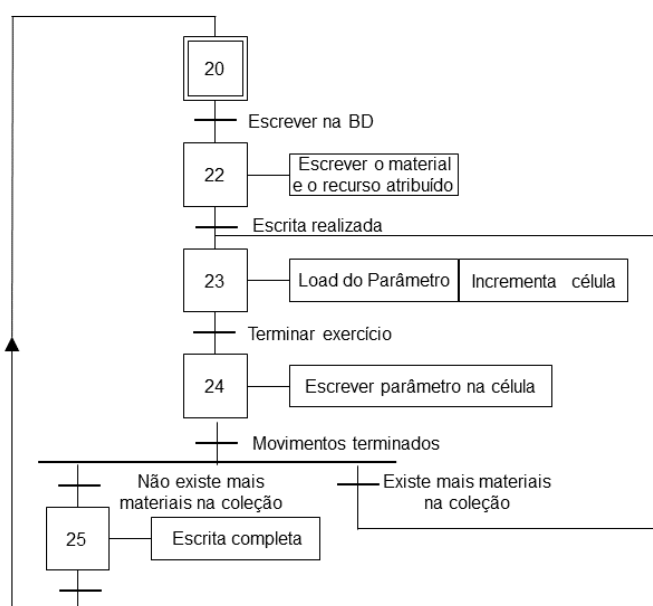 20
Escrever na BD
22
Escrever o material
e o recurso atribuído
Escrita realizada
23
Load do Parâmetro
Incrementa célula
Terminar exercício
24
Escrever parâmetro na célula
Movimentos terminados
Não existe mais
materiais na coleção
Existe mais materiais
na coleção
25
Escrita completa